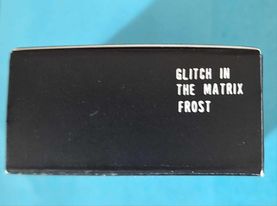 GLITCH IN
THE MATRIX
FROST